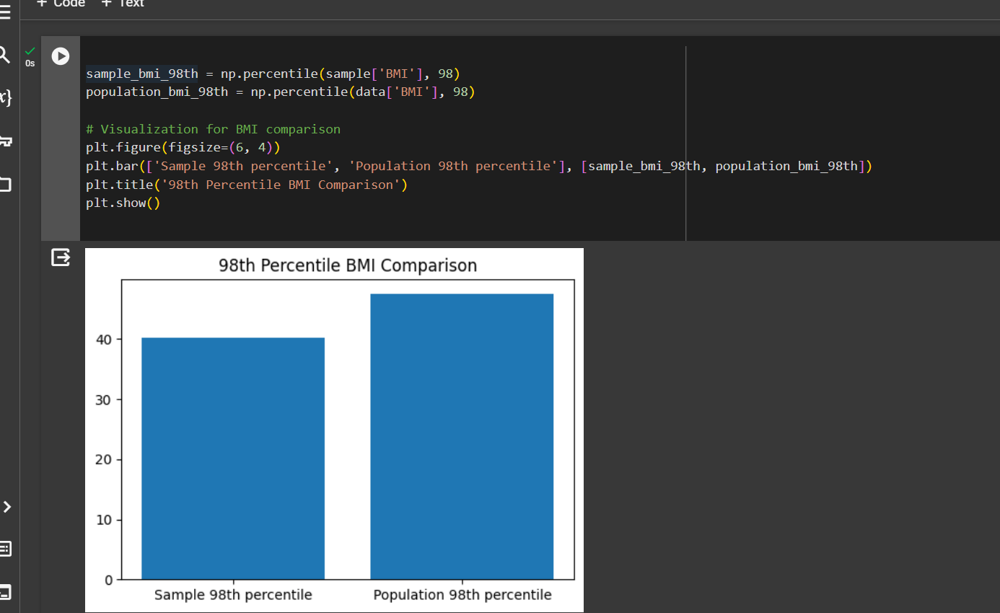 + Code + Text
0s
sample_bmi_98th = np.percentile(sample['BMI'], 98)
population_bmi_98th = np.percentile(data['BMI'], 98)
# Visualization for BMI comparison
plt.figure(figsize=(6, 4))
plt.bar(['Sample 98th percentile', 'Population 98th percentile'], [sample_bmi_98th, population_bmi_98th])
plt.title('98th Percentile BMI Comparison')
plt.show()
98th Percentile BMI Comparison
40
30
20
10
0
Sample 98th percentile Population 98th percentile